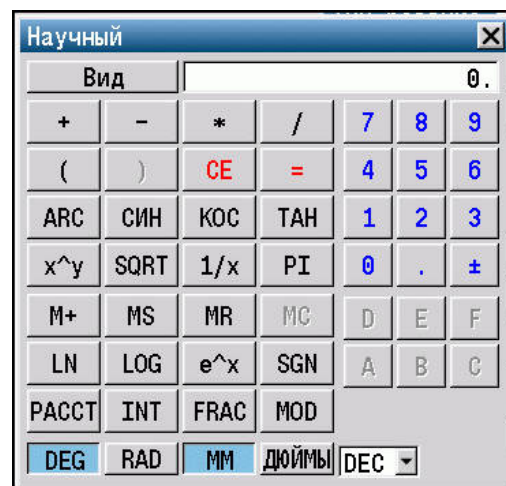 Научный
Вид 0.
+ - * / 7 8 9
( ) CE = 4 5 6
ARC СИН КОС ТАН 1 2 3
x^y SQRT 1/x PI 0 . ±
M+ MS MR MC D E F
LN LOG e^x SGN A B C
РАССТ INT FRAC MOD
DEG RAD MM ДЮЙМЫ DEC